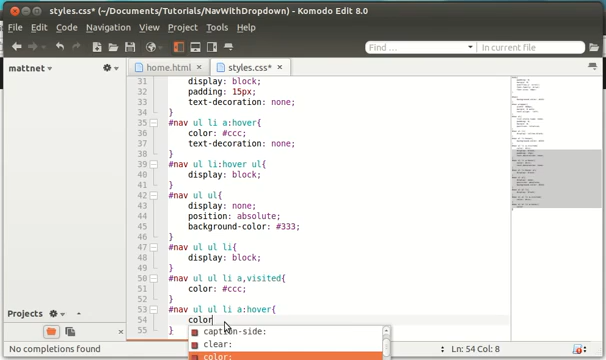 styles.css* (~/Documents/Tutorials/NavWithDropdown) - Komodo Edit 8.0
File Edit Code Navigation View Project Tools Help
Find ... in current file
mattnet home.html styles.css*
31 display: block;
32 padding: 15px;
33 text-decoration: none;
34 }
35 #nav ul li a:hover{
36 color: #ccc;
37 text-decoration: none;
38 }
39 #nav ul li:hover ul{
40 display: block;
41 }
42 #nav ul ul{
43 display: none;
44 position: absolute;
45 background-color: #333;
46 }
47 #nav ul ul li{
48 display: block;
49 }
50 #nav ul ul li a,visited{
51 color: #ccc;
52 }
53 #nav ul ul li a:hover{
54 color
55 }
caption-side:
clear:
color:
Projects
No completions found
Ln: 54 Col: 8